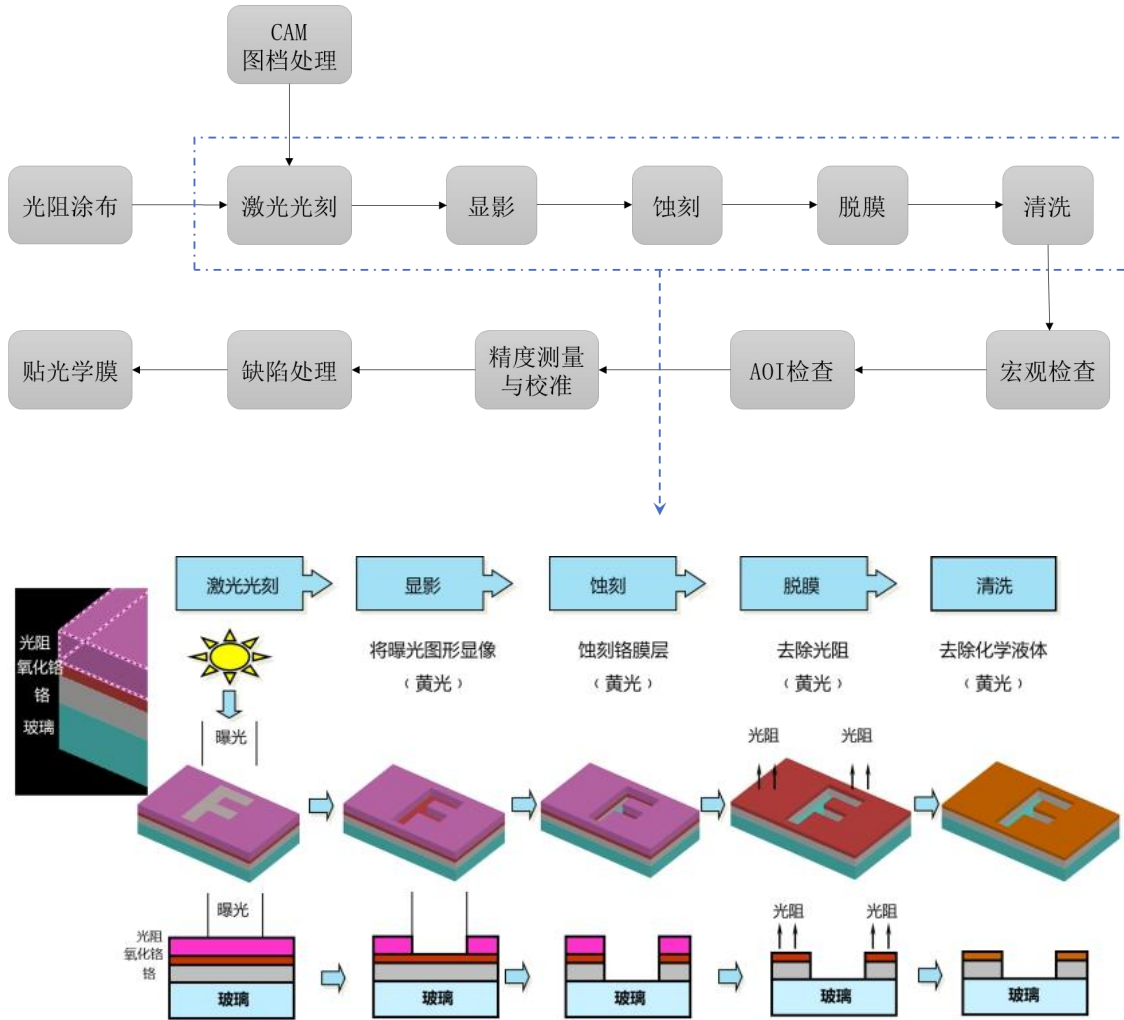 CAM
图档处理
光阻涂布
激光光刻
显影
蚀刻
脱膜
清洗
贴光学膜
缺陷处理
精度测量
与校准
AOI检查
宏观检查
激光光刻
显影
蚀刻
脱膜
清洗
将曝光图形显像
（黄光）
蚀刻铬膜层
（黄光）
去除光阻
（黄光）
去除化学液体
（黄光）
光阻
氧化铬
铬
玻璃
曝光
光阻
光阻
曝光
光阻
氧化铬
铬
玻璃
玻璃
玻璃
光阻
光阻
玻璃
玻璃